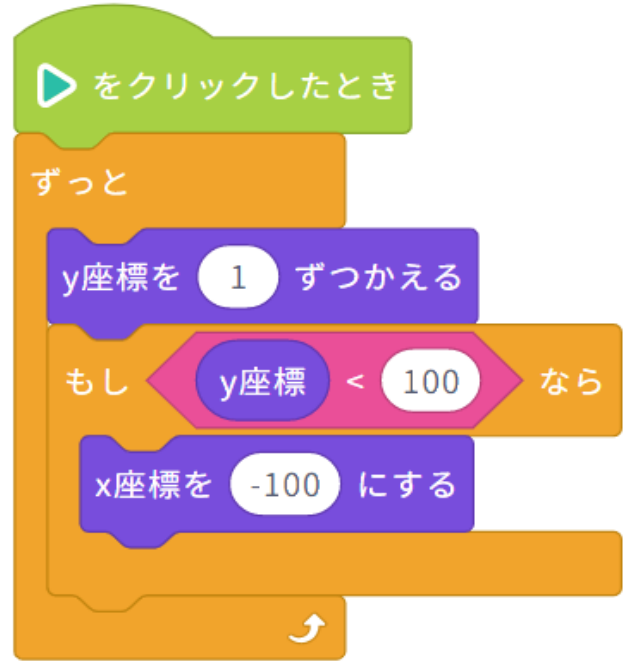 をクリックしたとき
ずっと
y座標を 1 ずつかえる
もし y座標 < 100 なら
x座標を -100 にする